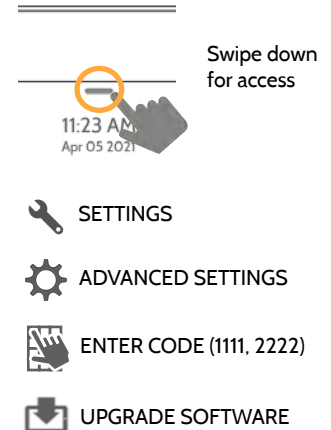 Swipe down
for access
11:23 AM
Apr 05 2021
SETTINGS
ADVANCED SETTINGS
ENTER CODE (1111, 2222)
UPGRADE SOFTWARE